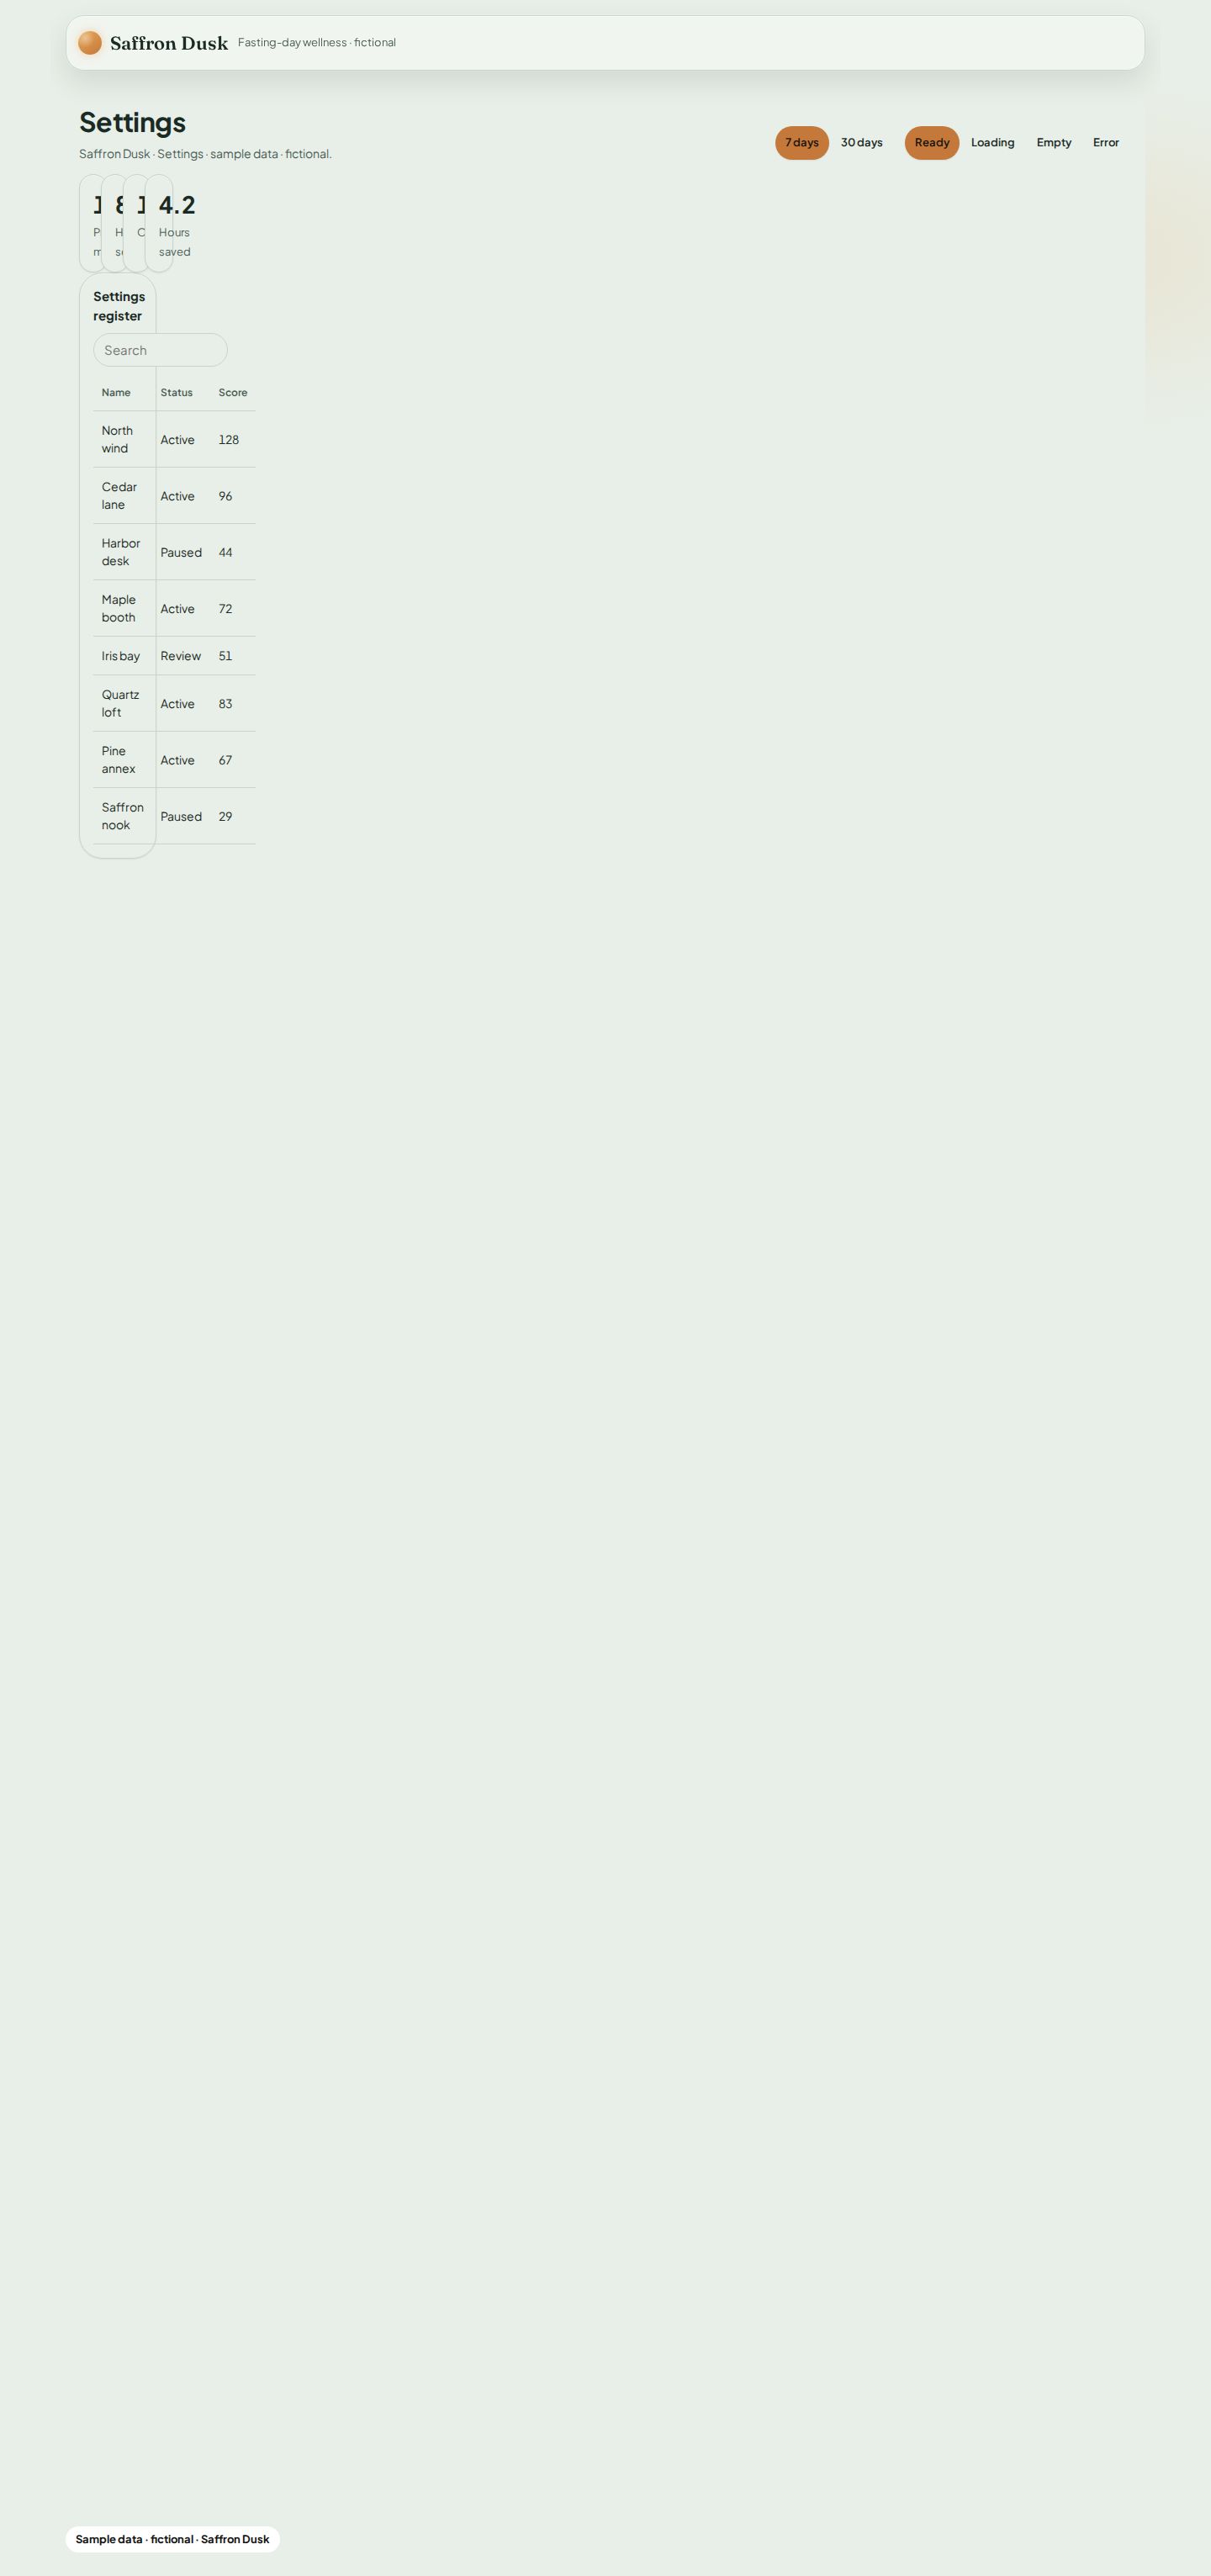 Saffron Dusk Fasting-day wellness · fictional
Settings
Saffron Dusk · Settings · sample data · fictional.
7 days 30 days Ready Loading Empty Error
4.2
Hours
saved
Settings
register
Search
Name Status Score
North
wind
Active 128
Cedar
lane
Active 96
Harbor
desk
Paused 44
Maple
booth
Active 72
Iris bay Review 51
Quartz
loft
Active 83
Pine
annex
Active 67
Saffron
nook
Paused 29
Sample data · fictional · Saffron Dusk